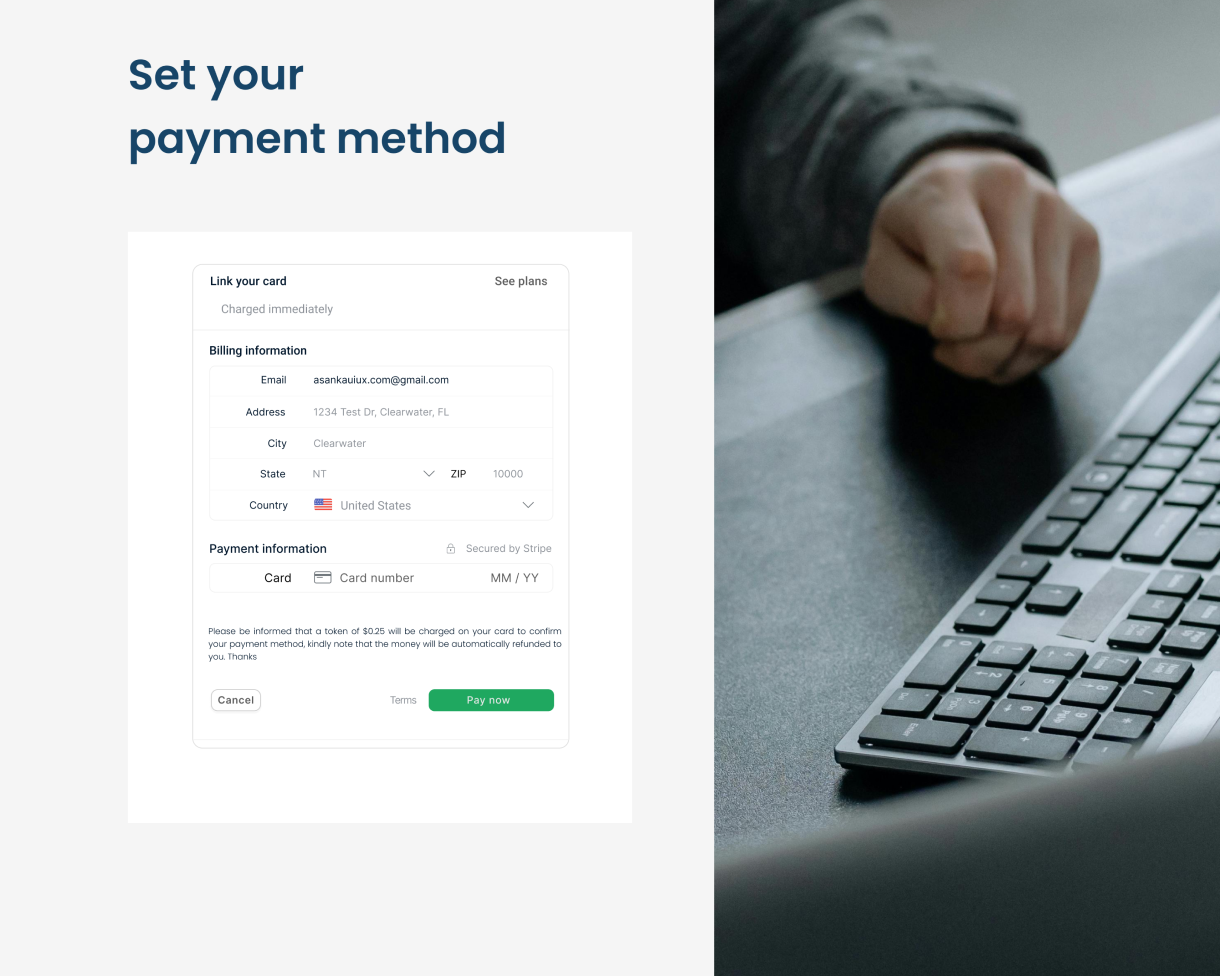 Set your
payment method
Link your card
See plans
Charged immediately
Billing information
Email
asankauiux.com@gmail.com
Address
1234 Test Dr, Clearwater, FL
City
Clearwater
State
NT
ZIP
10000
Country
United States
Payment information
Secured by Stripe
Card
Card number
MM / YY
Please be informed that a token of $0.25 will be charged on your card to confirm
your payment method, kindly note that the money will be automatically refunded to
you. Thanks
Cancel
Terms
Pay now
Enter